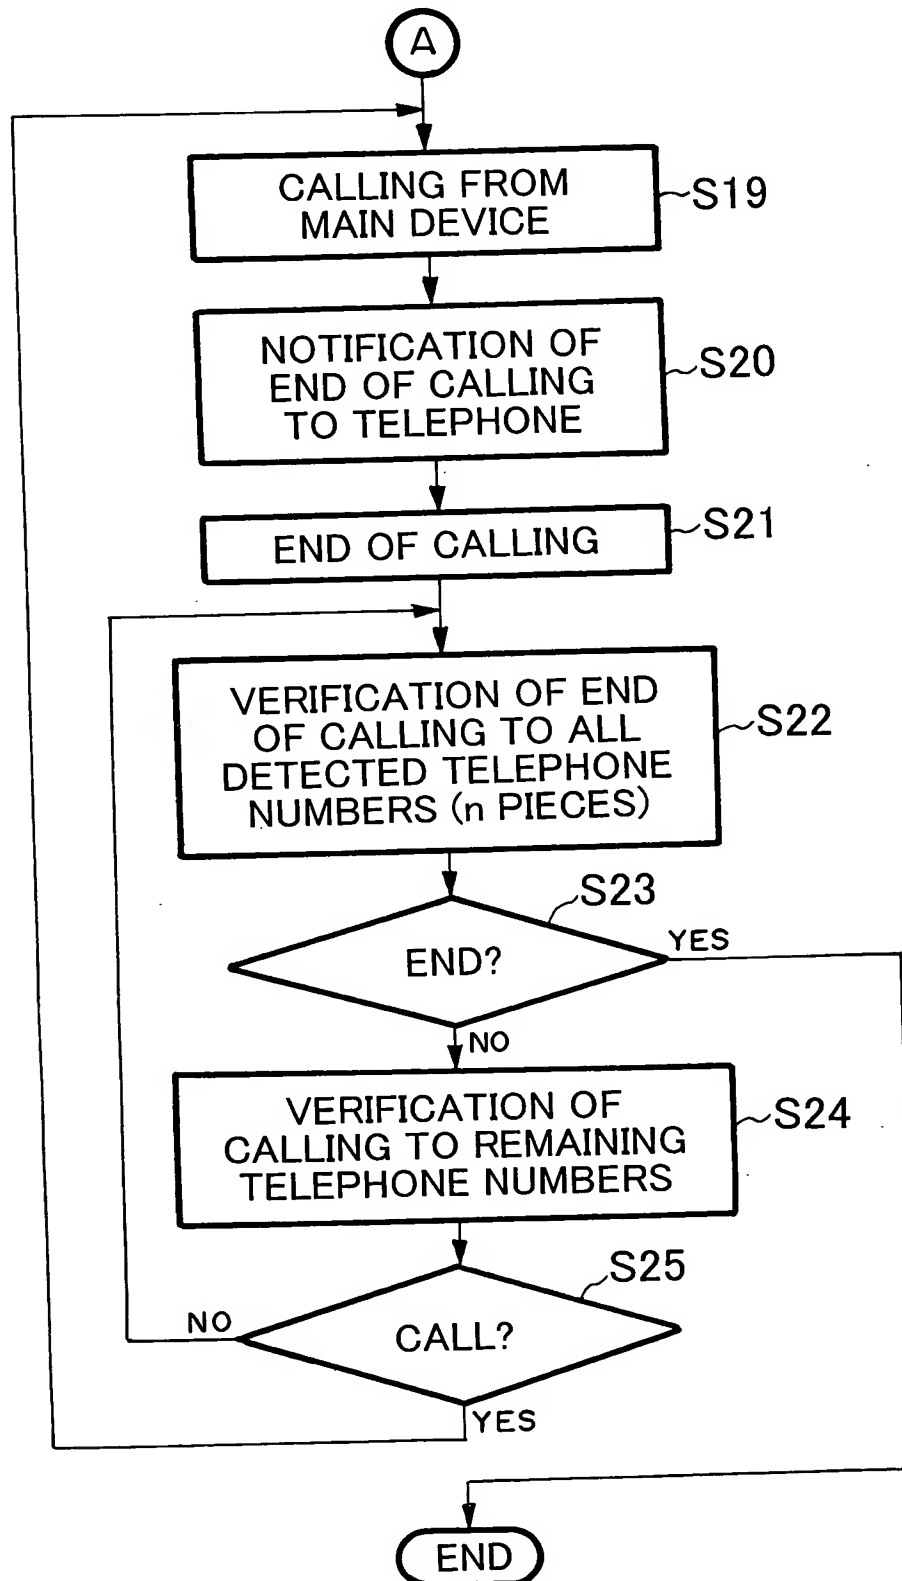 A
CALLING FROM
MAIN DEVICE
S19
NOTIFICATION OF
END OF CALLING
TO TELEPHONE
S20
END OF CALLING
S21
VERIFICATION OF END
OF CALLING TO ALL
DETECTED TELEPHONE
NUMBERS (n PIECES)
S22
S23
END?
YES
NO
VERIFICATION OF
CALLING TO REMAINING
TELEPHONE NUMBERS
S24
S25
CALL?
NO
YES
END